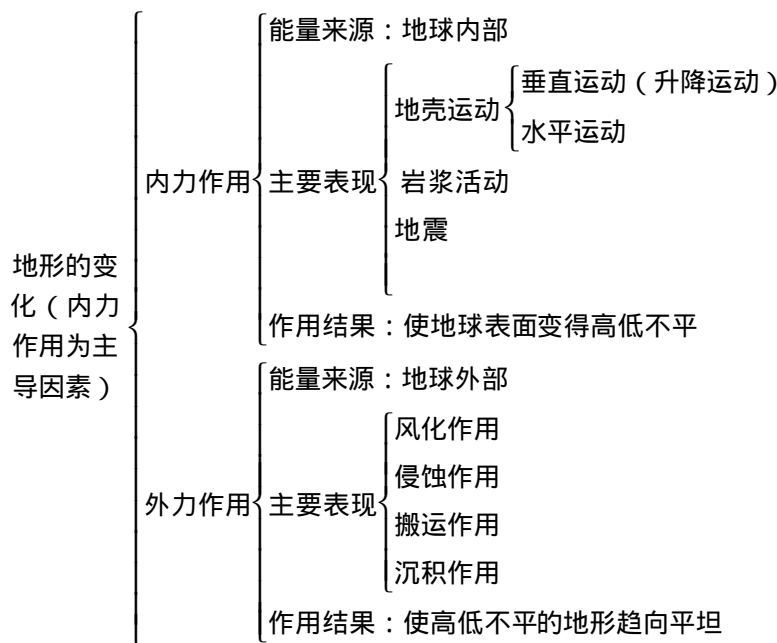 能量来源：地球内部
垂直运动（升降运动）
地壳运动
水平运动
内力作用
主要表现
岩浆活动
地震
作用结果：使地球表面变得高低不平
地形的变
化（内力
作用为主
导因素）
能量来源：地球外部
风化作用
侵蚀作用
外力作用
主要表现
搬运作用
沉积作用
作用结果：使高低不平的地形趋向平坦